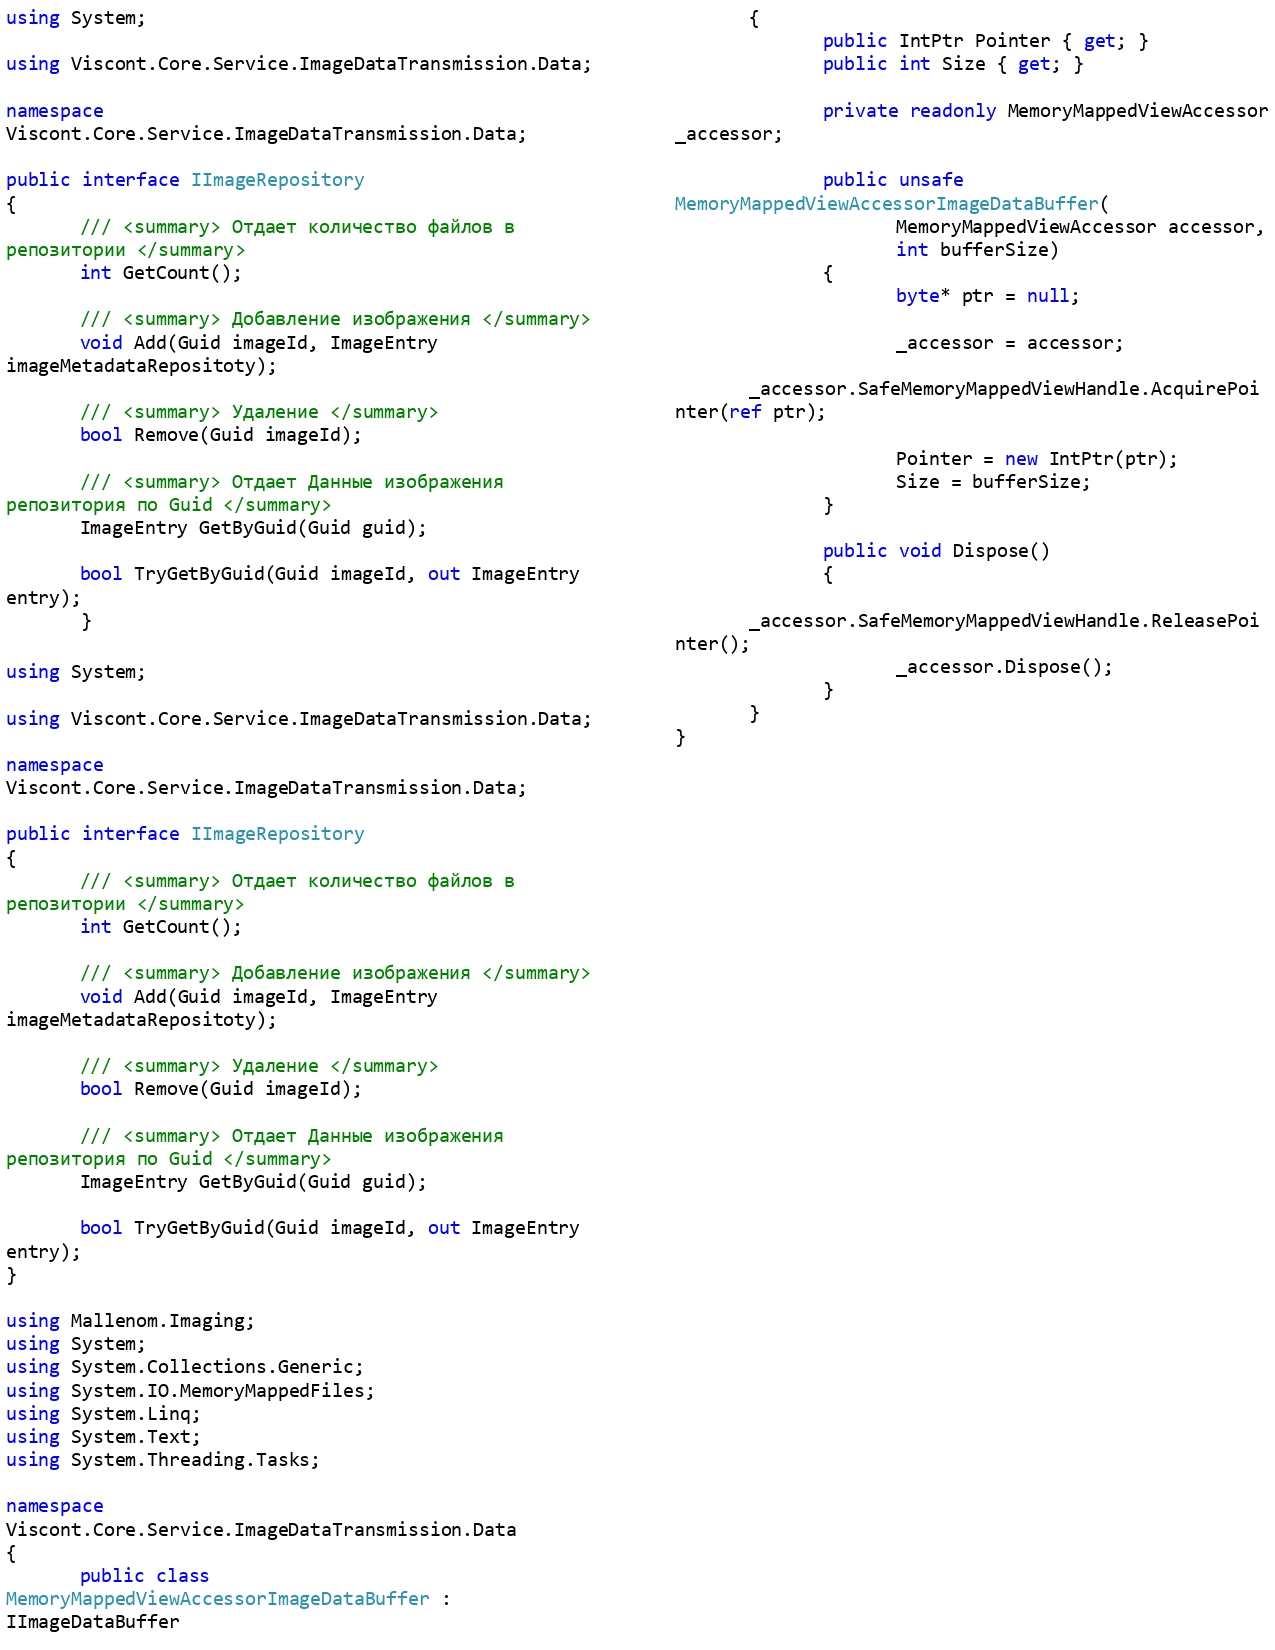 using System;
using Viscont.Core.Service.ImageDataTransmission.Data;
namespace
Viscont.Core.Service.ImageDataTransmission.Data;
public interface IImageRepository
{
/// <summary> Отдает количество файлов в
репозитории </summary>
int GetCount();
/// <summary> Добавление изображения </summary>
void Add(Guid imageId, ImageEntry
imageMetadataRepositoty);
/// <summary> Удаление </summary>
bool Remove(Guid imageId);
/// <summary> Отдает Данные изображения
репозитория по Guid </summary>
ImageEntry GetByGuid(Guid guid);
bool TryGetByGuid(Guid imageId, out ImageEntry
entry);
}
using System;
using Viscont.Core.Service.ImageDataTransmission.Data;
namespace
Viscont.Core.Service.ImageDataTransmission.Data;
public interface IImageRepository
{
/// <summary> Отдает количество файлов в
репозитории </summary>
int GetCount();
/// <summary> Добавление изображения </summary>
void Add(Guid imageId, ImageEntry
imageMetadataRepositoty);
/// <summary> Удаление </summary>
bool Remove(Guid imageId);
/// <summary> Отдает Данные изображения
репозитория по Guid </summary>
ImageEntry GetByGuid(Guid guid);
bool TryGetByGuid(Guid imageId, out ImageEntry
entry);
}
using Mallenom.Imaging;
using System;
using System.Collections.Generic;
using System.IO.MemoryMappedFiles;
using System.Linq;
using System.Text;
using System.Threading.Tasks;
namespace
Viscont.Core.Service.ImageDataTransmission.Data
{
public class
MemoryMappedViewAccessorImageDataBuffer :
IImageDataBuffer
{
public IntPtr Pointer { get; }
public int Size { get; }
private readonly MemoryMappedViewAccessor
_accessor;
public unsafe
MemoryMappedViewAccessorImageDataBuffer(
MemoryMappedViewAccessor accessor,
int bufferSize)
{
byte* ptr = null;
_accessor = accessor;
_accessor.SafeMemoryMappedViewHandle.AcquirePoi
nter(ref ptr);
Pointer = new IntPtr(ptr);
Size = bufferSize;
}
public void Dispose()
{
_accessor.SafeMemoryMappedViewHandle.ReleasePoi
nter();
_accessor.Dispose();
}
}
}